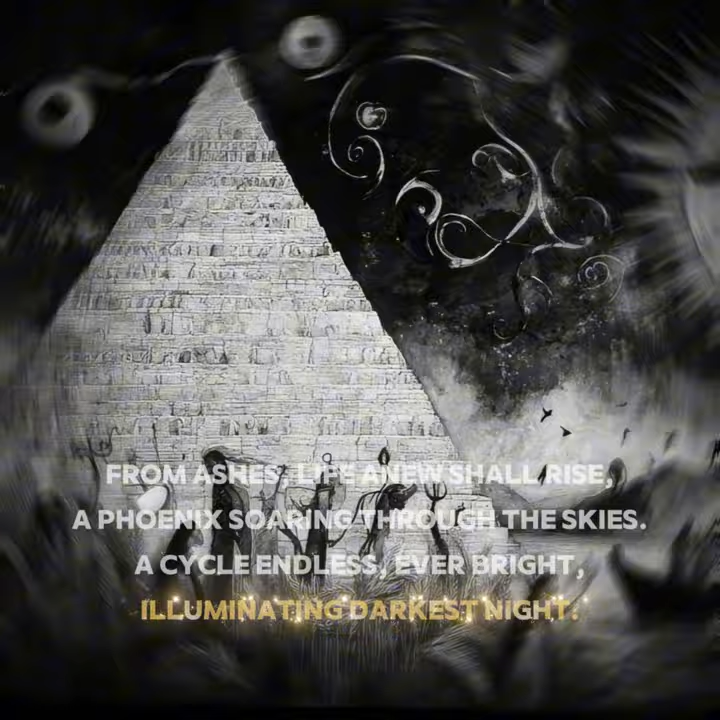 FROM ASHES, LIFE ANEW SHALL RISE,
A PHOENIX SOARING THROUGH THE SKIES.
A CYCLE ENDLESS, EVER BRIGHT,
ILLUMINATING DARKEST NIGHT.